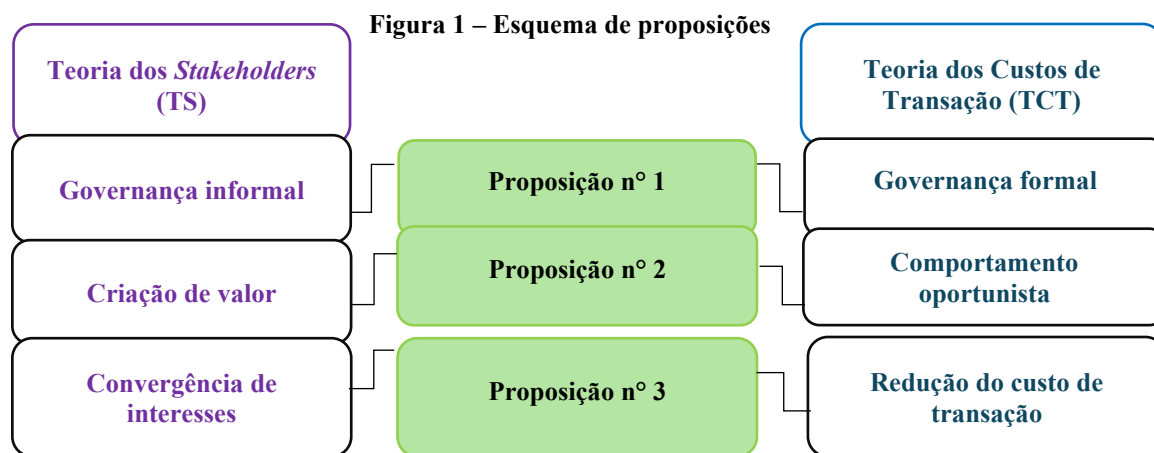 Figura 1 – Esquema de proposições
Teoria dos Stakeholders
(TS)
Teoria dos Custos de
Transação (TCT)
Governança informal
Proposição n° 1
Governança formal
Criação de valor
Proposição n° 2
Comportamento
oportunista
Convergência de
interesses
Proposição n° 3
Redução do custo de
transação